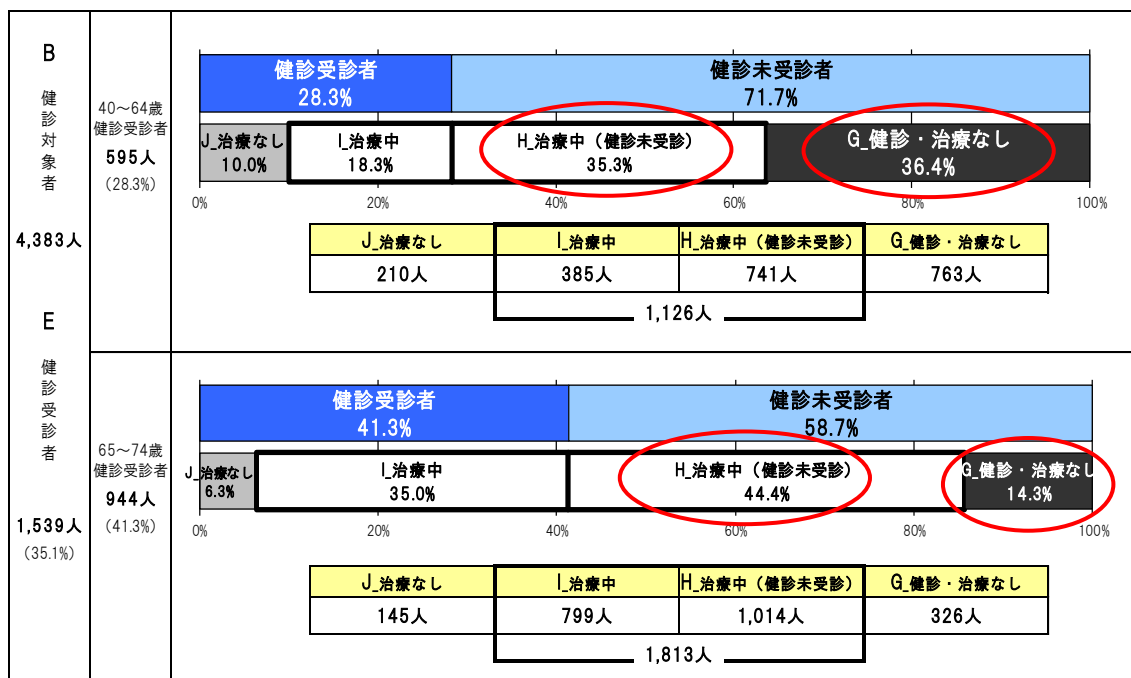 B
健診対象者
4,383人
E
健診受診者
1,539人
(35.1%)
40～64歳
健診受診者
595人
(28.3%)
健診受診者
28.3%
健診未受診者
71.7%
J_治療なし
10.0%
I_治療中
18.3%
H_治療中（健診未受診）
35.3%
G_健診・治療なし
36.4%
0% 20% 40% 60% 80% 100%
J_治療なし I_治療中 H_治療中（健診未受診） G_健診・治療なし
210人 385人 741人 763人
1,126人
65～74歳
健診受診者
944人
(41.3%)
健診受診者
41.3%
健診未受診者
58.7%
J_治療なし
6.3%
I_治療中
35.0%
H_治療中（健診未受診）
44.4%
G_健診・治療なし
14.3%
0% 20% 40% 60% 80% 100%
J_治療なし I_治療中 H_治療中（健診未受診） G_健診・治療なし
145人 799人 1,014人 326人
1,813人